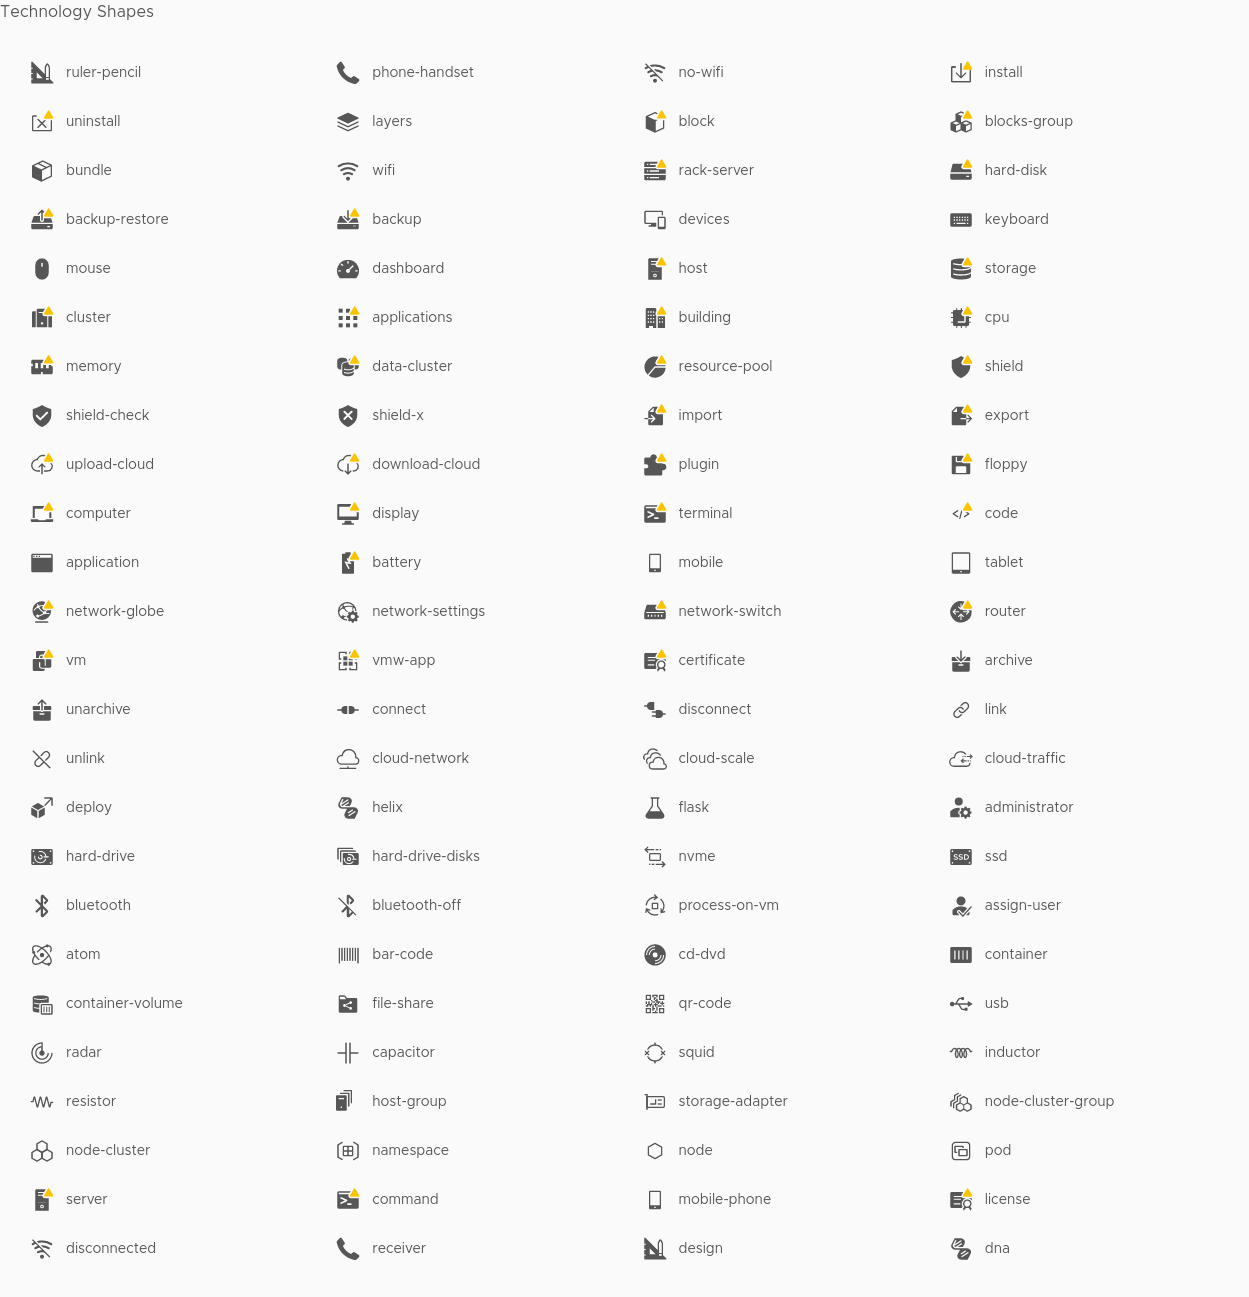 Technology Shapes
ruler-pencil phone-handset no-wifi install
uninstall layers block blocks-group
bundle wifi rack-server hard-disk
backup-restore backup devices keyboard
mouse dashboard host storage
cluster applications building cpu
memory data-cluster resource-pool shield
shield-check shield-x import export
upload-cloud download-cloud plugin floppy
computer display terminal code
application battery mobile tablet
network-globe network-settings network-switch router
vm vmw-app certificate archive
unarchive connect disconnect link
unlink cloud-network cloud-scale cloud-traffic
deploy helix flask administrator
hard-drive hard-drive-disks nvme SSD ssd
bluetooth bluetooth-off process-on-vm assign-user
atom bar-code cd-dvd container
container-volume file-share qr-code usb
radar capacitor squid inductor
resistor host-group storage-adapter node-cluster-group
node-cluster namespace node pod
server command mobile-phone license
disconnected receiver design dna